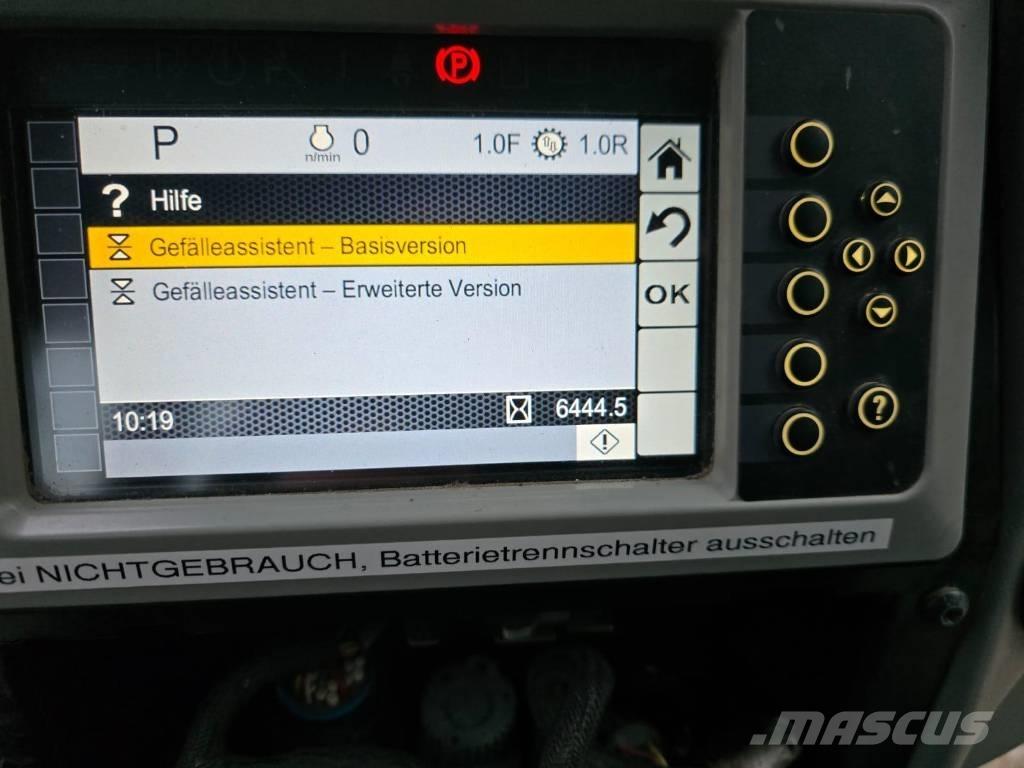 P
P n/min 0 1.0F 1.0R
? Hilfe
Gefälleassistent – Basisversion
Gefälleassistent – Erweiterte Version
OK
?
10:19 6444.5
!
ei NICHTGEBRAUCH, Batterietrennschalter ausschalten
MASCUS